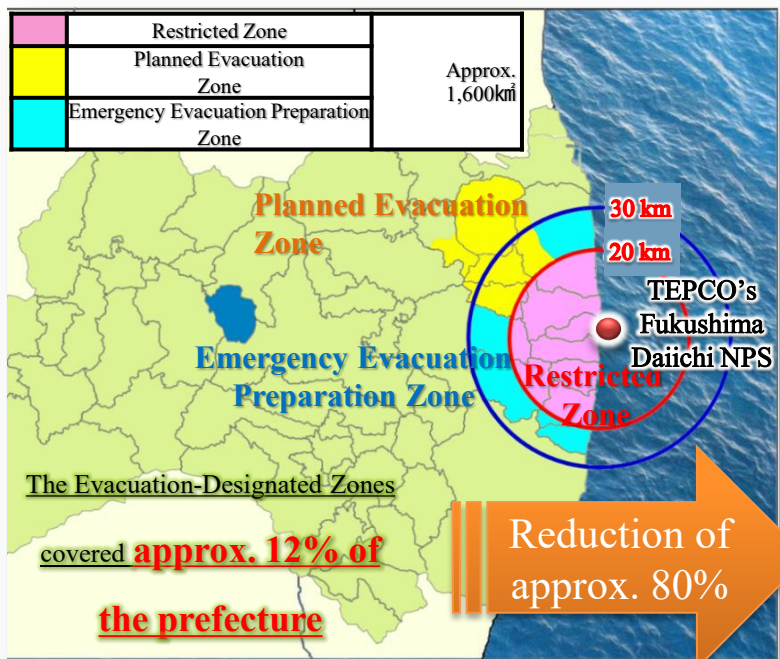 Restricted Zone
Planned Evacuation
Zone
Emergency Evacuation Preparation
Zone
Approx.
1,600㎢
Planned Evacuation
Zone
30 km
20 km
TEPCO’s
Fukushima
Daiichi NPS
Emergency Evacuation
Preparation Zone
Restricted
Zone
The Evacuation-Designated Zones
covered approx. 12% of
the prefecture
Reduction of
approx. 80%